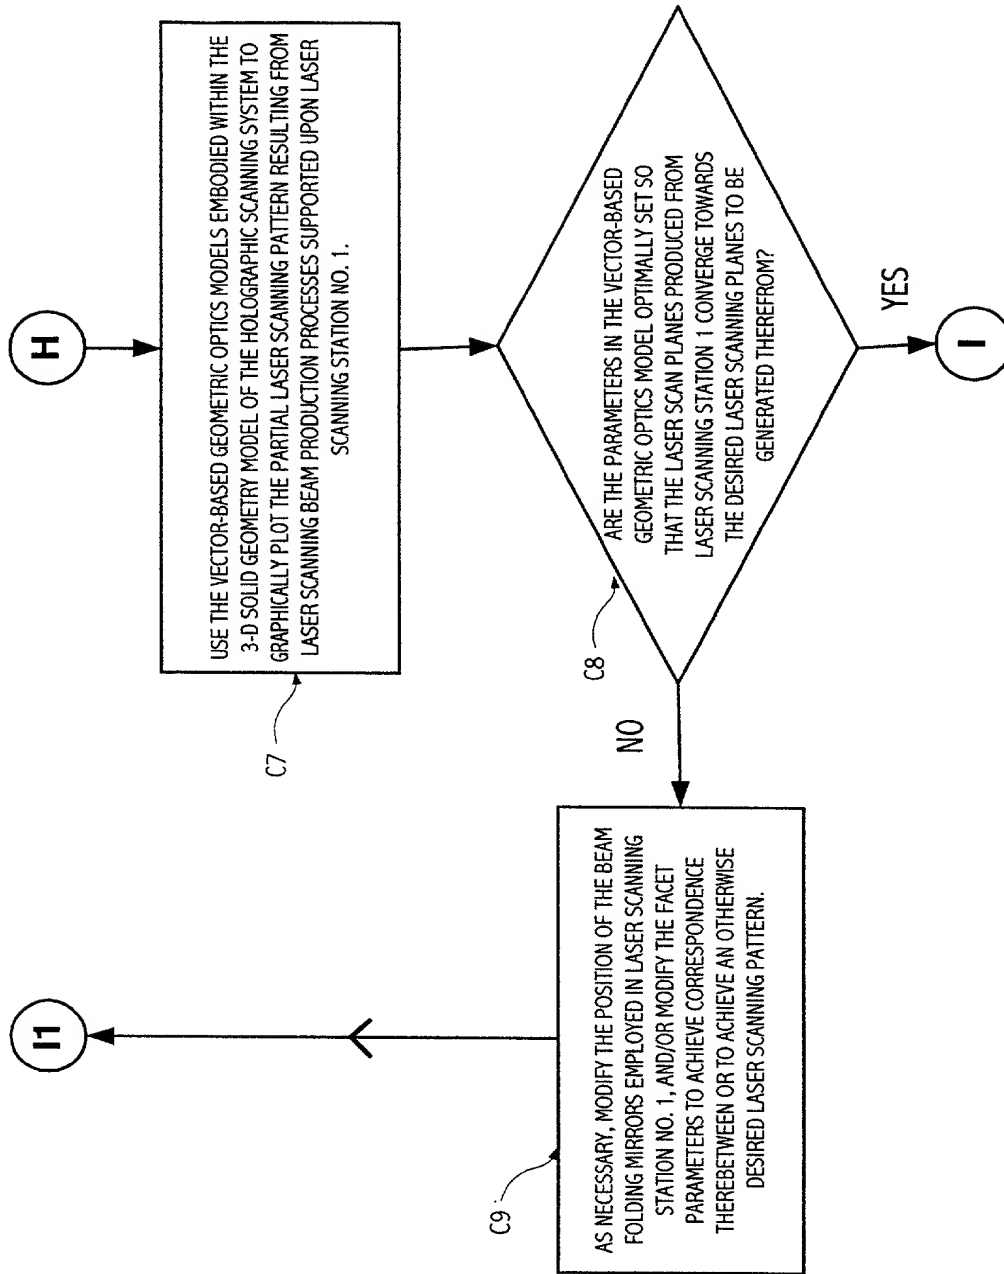 H
USE THE VECTOR-BASED GEOMETRIC OPTICS MODELS EMBODIED WITHIN THE
3-D SOLID GEOMETRY MODEL OF THE HOLOGRAPHIC SCANNING SYSTEM TO
GRAPHICALLY PLOT THE PARTIAL LASER SCANNING PATTERN RESULTING FROM
LASER SCANNING BEAM PRODUCTION PROCESSES SUPPORTED UPON LASER
SCANNING STATION NO. 1.
C7
ARE THE PARAMETERS IN THE VECTOR-BASED
GEOMETRIC OPTICS MODEL OPTIMALLY SET SO
THAT THE LASER SCAN PLANES PRODUCED FROM
LASER SCANNING STATION 1 CONVERGE TOWARDS
THE DESIRED LASER SCANNING PLANES TO BE
GENERATED THEREFROM?
C8
YES
I
NO
I1
AS NECESSARY, MODIFY THE POSITION OF THE BEAM
FOLDING MIRRORS EMPLOYED IN LASER SCANNING
STATION NO. 1, AND/OR MODIFY THE FACET
PARAMETERS TO ACHIEVE CORRESPONDENCE
THEREBETWEEN OR TO ACHIEVE AN OTHERWISE
DESIRED LASER SCANNING PATTERN.
C9